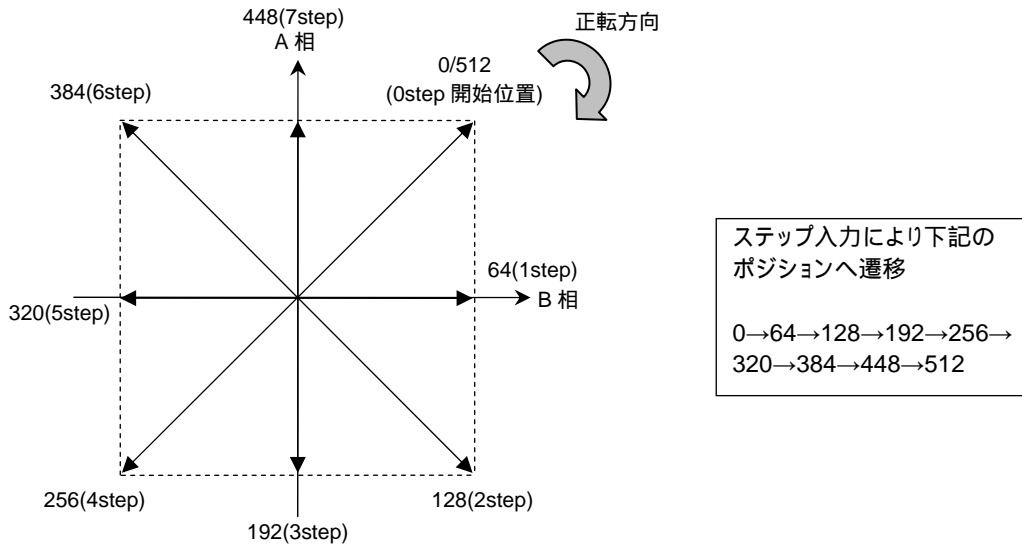 448(7step)
A 相
正転方向
0/512
(0step 開始位置)
384(6step)
64(1step)
B 相
320(5step)
256(4step)
128(2step)
192(3step)
ステップ入力により下記の
ポジションへ遷移
0→64→128→192→256→
320→384→448→512